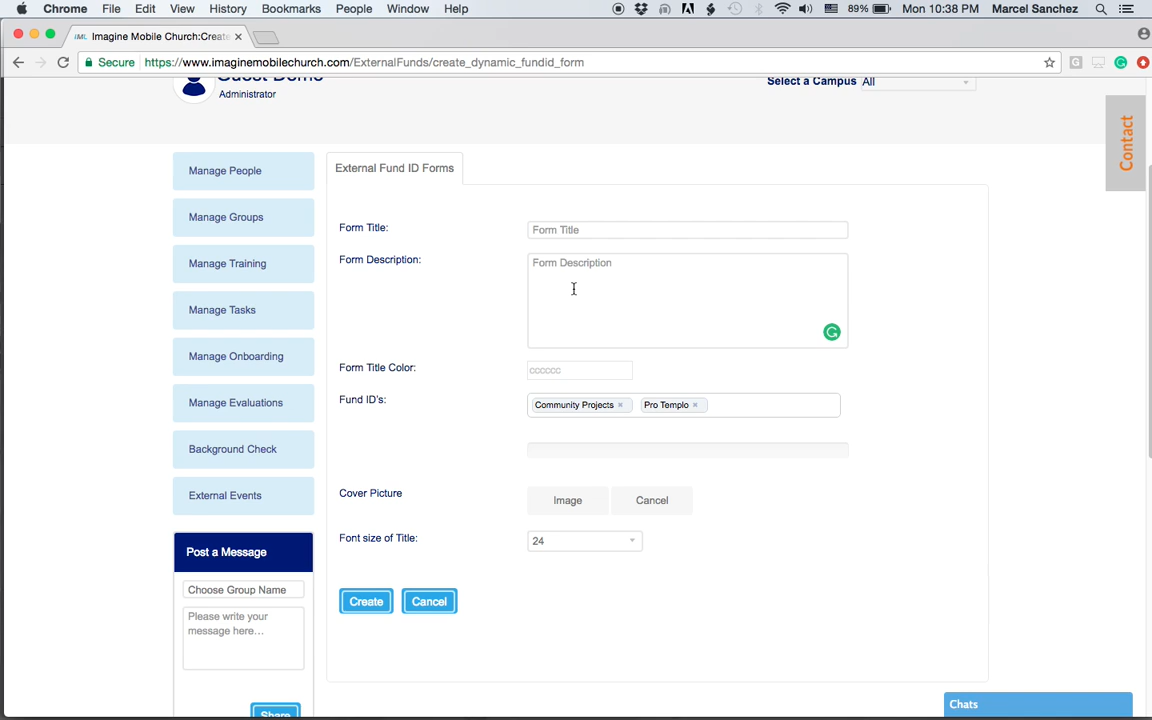 Chrome File Edit View History Bookmarks People Window Help 89% Mon 10:38 PM Marcel Sanchez
Imagine Mobile Church:Create
Secure https://www.imaginemobilechurch.com/ExternalFunds/create_dynamic_fundid_form
Guest Demo
Administrator
Select a Campus All
Contact
Manage People
Manage Groups
Manage Training
Manage Tasks
Manage Onboarding
Manage Evaluations
Background Check
External Events
Post a Message
Choose Group Name
Please write your
message here...
Share
External Fund ID Forms
Form Title: Form Title
Form Description: Form Description
Form Title Color: cccccc
Fund ID's: Community Projects × Pro Templo ×
Cover Picture Image Cancel
Font size of Title: 24
Create Cancel
Chats